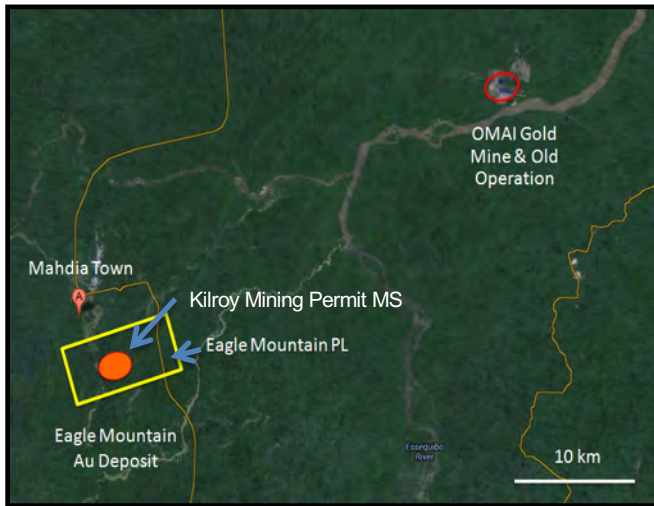 OMAI Gold
Mine & Old
Operation
Mahdia Town
A
Kilroy Mining Permit MS
Eagle Mountain PL
Eagle Mountain
Au Deposit
Essequibo
River
10 km